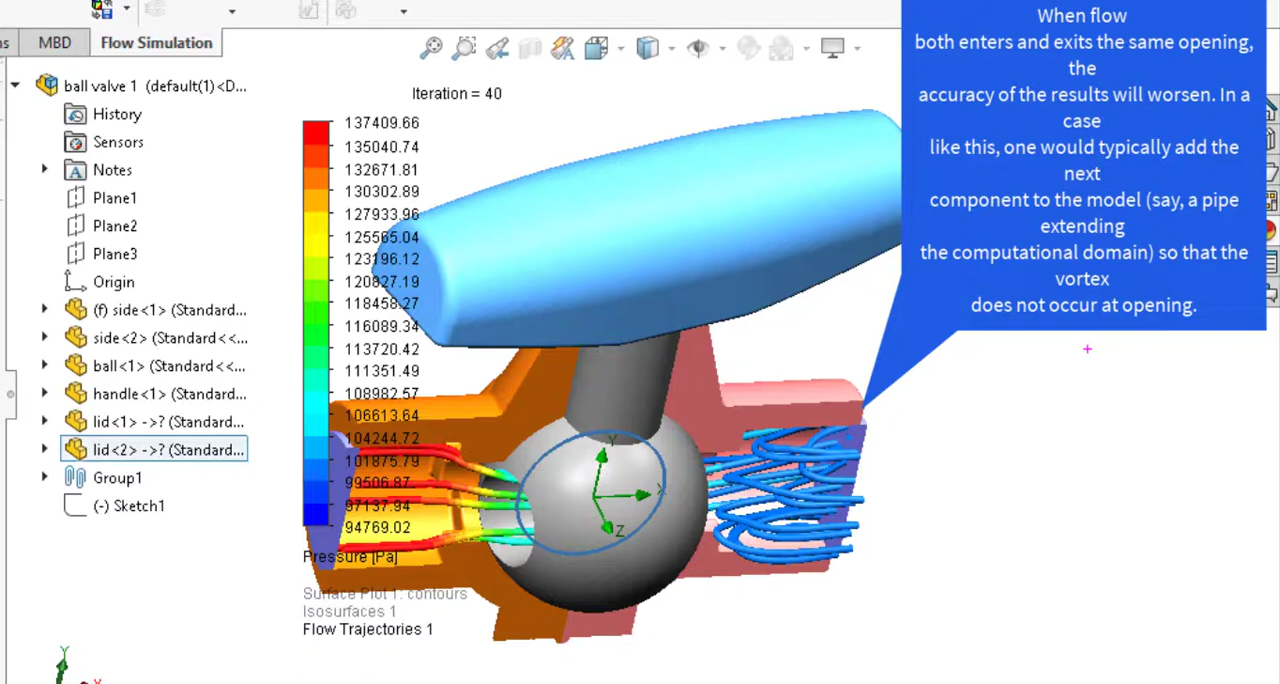 ns
MBD
Flow Simulation
ball valve 1 (default(1)<D...
History
Sensors
Notes
Plane1
Plane2
Plane3
Origin
(f) side<1> (Standard...
side<2> (Standard<<...
ball<1> (Standard<<...
handle<1> (Standard...
lid<1> ->? (Standard...
lid<2> ->? (Standard...
Group1
(-) Sketch1
Iteration = 40
137409.66
135040.74
132671.81
130302.89
127933.96
125565.04
123196.12
120827.19
118458.27
116089.34
113720.42
111351.49
108982.57
106613.64
104244.72
101875.79
99506.87
97137.94
94769.02
Pressure [Pa]
Surface Plot 1: contours
Isosurfaces 1
Flow Trajectories 1
Y
X
Z
Y
X
When flow
both enters and exits the same opening,
the
accuracy of the results will worsen. In a
case
like this, one would typically add the
next
component to the model (say, a pipe
extending
the computational domain) so that the
vortex
does not occur at opening.